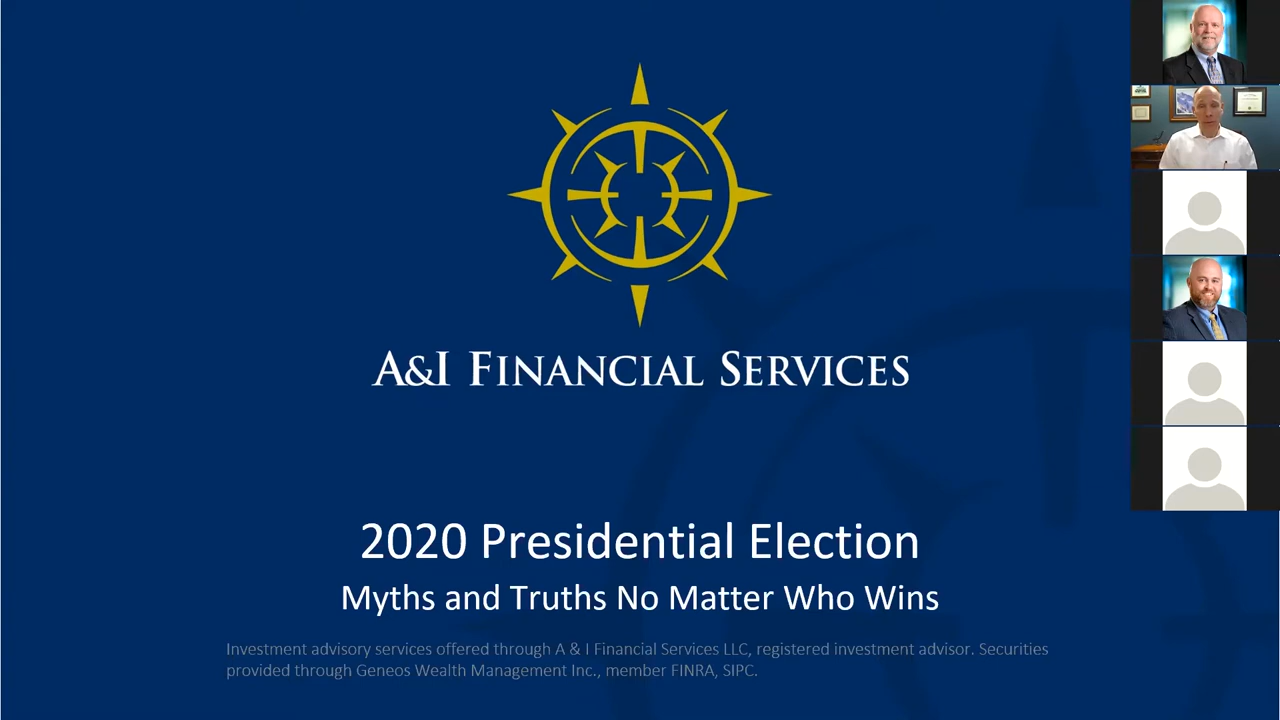 A&I FINANCIAL SERVICES
2020 Presidential Election
Myths and Truths No Matter Who Wins
Investment advisory services offered through A & I Financial Services LLC, registered investment advisor. Securities
provided through Geneos Wealth Management Inc., member FINRA, SIPC.